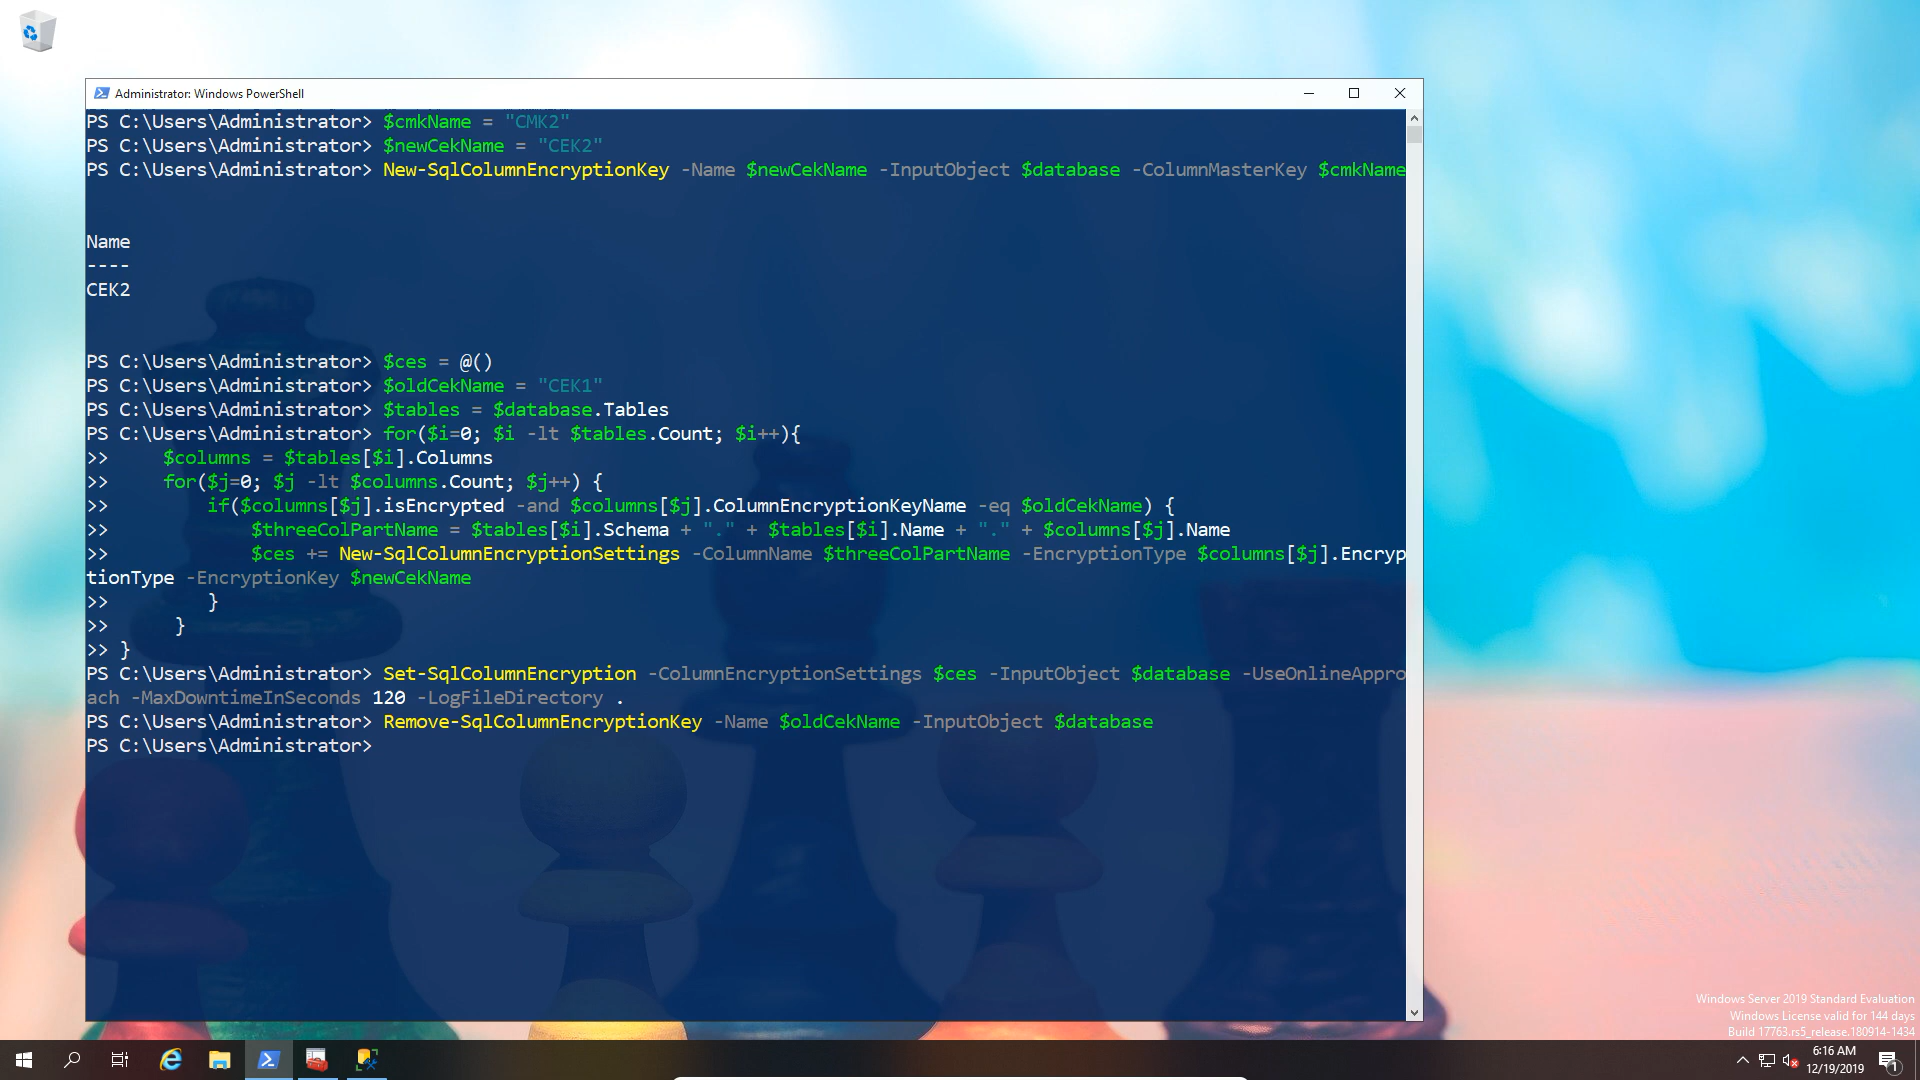 Administrator: Windows PowerShell
PS C:\Users\Administrator> $cmkName = "CMK2"
PS C:\Users\Administrator> $newCekName = "CEK2"
PS C:\Users\Administrator> New-SqlColumnEncryptionKey -Name $newCekName -InputObject $database -ColumnMasterKey $cmkName
Name
----
CEK2
PS C:\Users\Administrator> $ces = @()
PS C:\Users\Administrator> $oldCekName = "CEK1"
PS C:\Users\Administrator> $tables = $database.Tables
PS C:\Users\Administrator> for($i=0; $i -lt $tables.Count; $i++){
>>     $columns = $tables[$i].Columns
>>     for($j=0; $j -lt $columns.Count; $j++) {
>>         if($columns[$j].isEncrypted -and $columns[$j].ColumnEncryptionKeyName -eq $oldCekName) {
>>             $threeColPartName = $tables[$i].Schema + "." + $tables[$i].Name + "." + $columns[$j].Name
>>             $ces += New-SqlColumnEncryptionSettings -ColumnName $threeColPartName -EncryptionType $columns[$j].Encryp
tionType -EncryptionKey $newCekName
>>         }
>>      }
>> }
PS C:\Users\Administrator> Set-SqlColumnEncryption -ColumnEncryptionSettings $ces -InputObject $database -UseOnlineAppro
ach -MaxDowntimeInSeconds 120 -LogFileDirectory .
PS C:\Users\Administrator> Remove-SqlColumnEncryptionKey -Name $oldCekName -InputObject $database
PS C:\Users\Administrator>
Windows Server 2019 Standard Evaluation
Windows License valid for 144 days
Build 17763.rs5_release.180914-1434
6:16 AM
12/19/2019
1